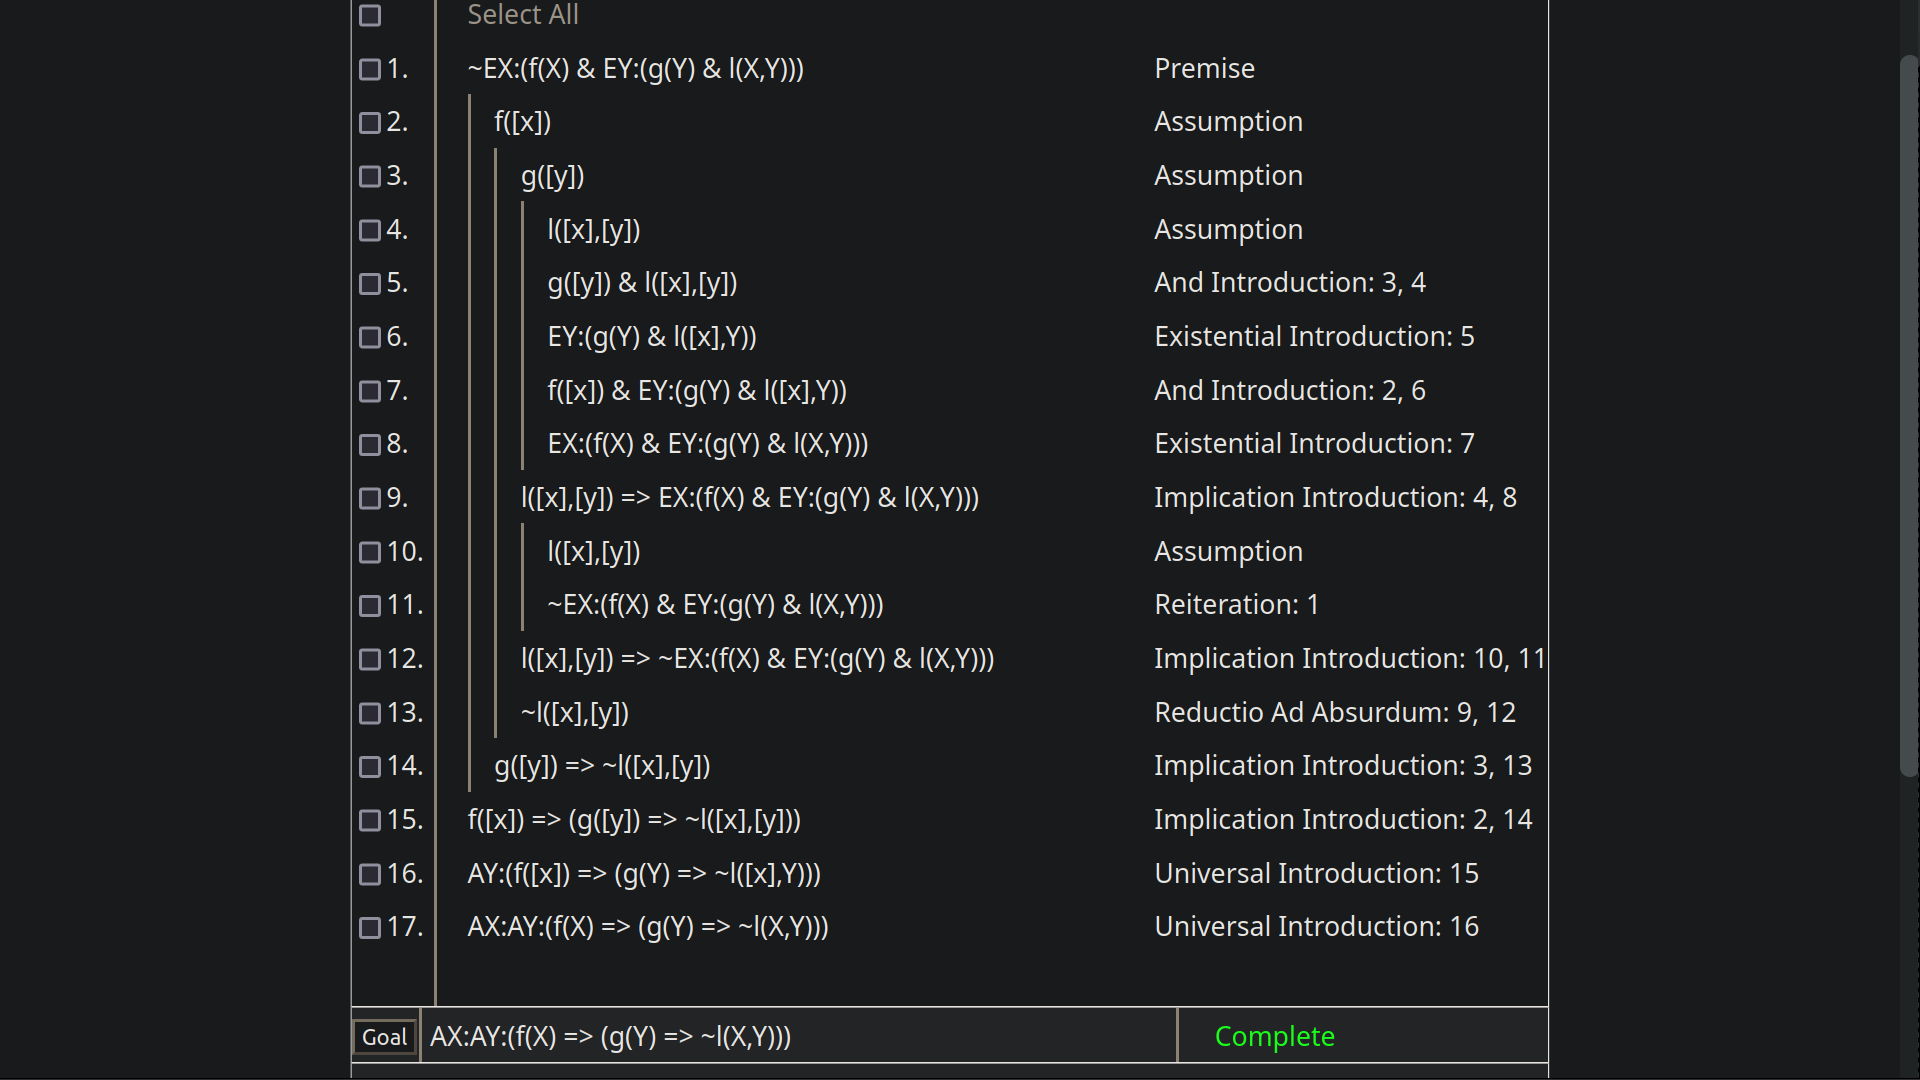 Select All
1. ~EX:(f(X) & EY:(g(Y) & l(X,Y))) Premise
2. f([x]) Assumption
3. g([y]) Assumption
4. l([x],[y]) Assumption
5. g([y]) & l([x],[y]) And Introduction: 3, 4
6. EY:(g(Y) & l([x],Y)) Existential Introduction: 5
7. f([x]) & EY:(g(Y) & l([x],Y)) And Introduction: 2, 6
8. EX:(f(X) & EY:(g(Y) & l(X,Y))) Existential Introduction: 7
9. l([x],[y]) => EX:(f(X) & EY:(g(Y) & l(X,Y))) Implication Introduction: 4, 8
10. l([x],[y]) Assumption
11. ~EX:(f(X) & EY:(g(Y) & l(X,Y))) Reiteration: 1
12. l([x],[y]) => ~EX:(f(X) & EY:(g(Y) & l(X,Y))) Implication Introduction: 10, 11
13. ~l([x],[y]) Reductio Ad Absurdum: 9, 12
14. g([y]) => ~l([x],[y]) Implication Introduction: 3, 13
15. f([x]) => (g([y]) => ~l([x],[y])) Implication Introduction: 2, 14
16. AY:(f([x]) => (g(Y) => ~l([x],Y))) Universal Introduction: 15
17. AX:AY:(f(X) => (g(Y) => ~l(X,Y))) Universal Introduction: 16
Goal AX:AY:(f(X) => (g(Y) => ~l(X,Y))) Complete